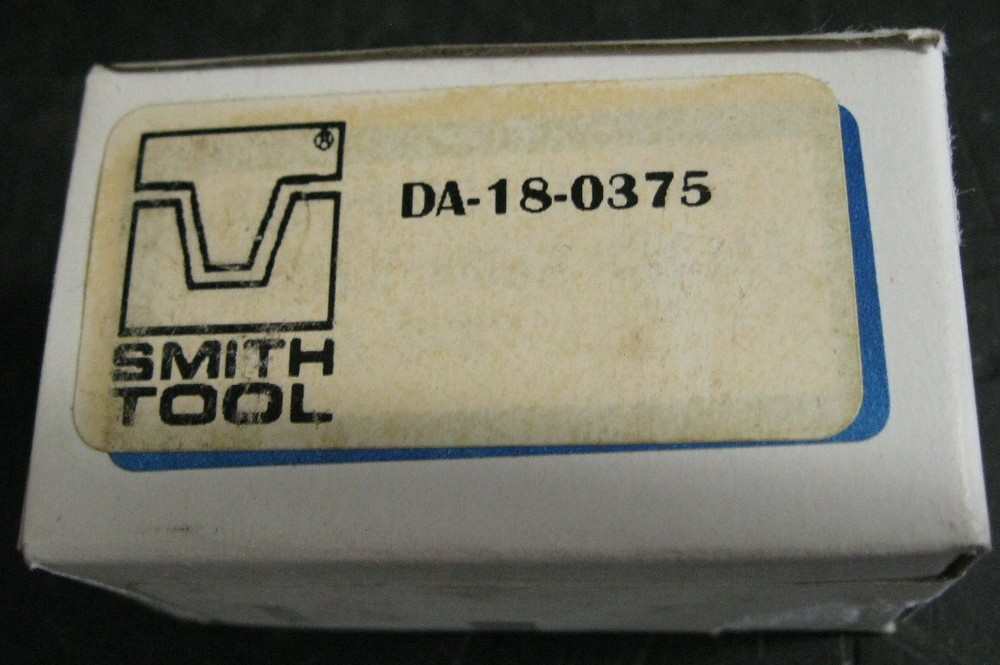 ®
DA-18-0375
SMITH
TOOL